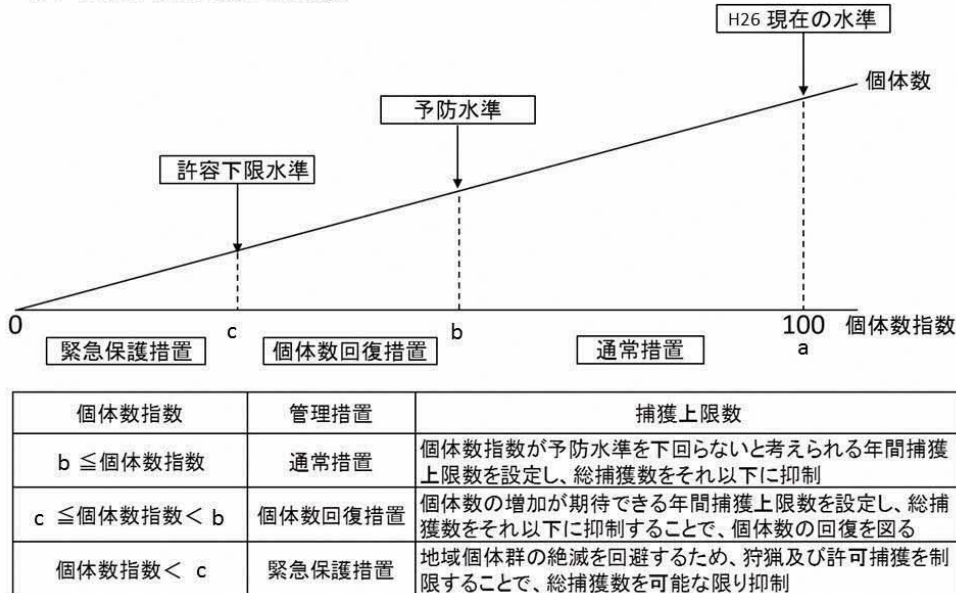 H26 現在の水準
個体数
予防水準
許容下限水準
0
c
b
100
個体数指数
a
緊急保護措置
個体数回復措置
通常措置
個体数指数
管理措置
捕獲上限数
b ≦個体数指数
通常措置
個体数指数が予防水準を下回らないと考えられる年間捕獲
上限数を設定し、総捕獲数をそれ以下に抑制
c ≦個体数指数< b
個体数回復措置
個体数の増加が期待できる年間捕獲上限数を設定し、総捕
獲数をそれ以下に抑制することで、個体数の回復を図る
個体数指数< c
緊急保護措置
地域個体群の絶滅を回避するため、狩猟及び許可捕獲を制
限することで、総捕獲数を可能な限り抑制